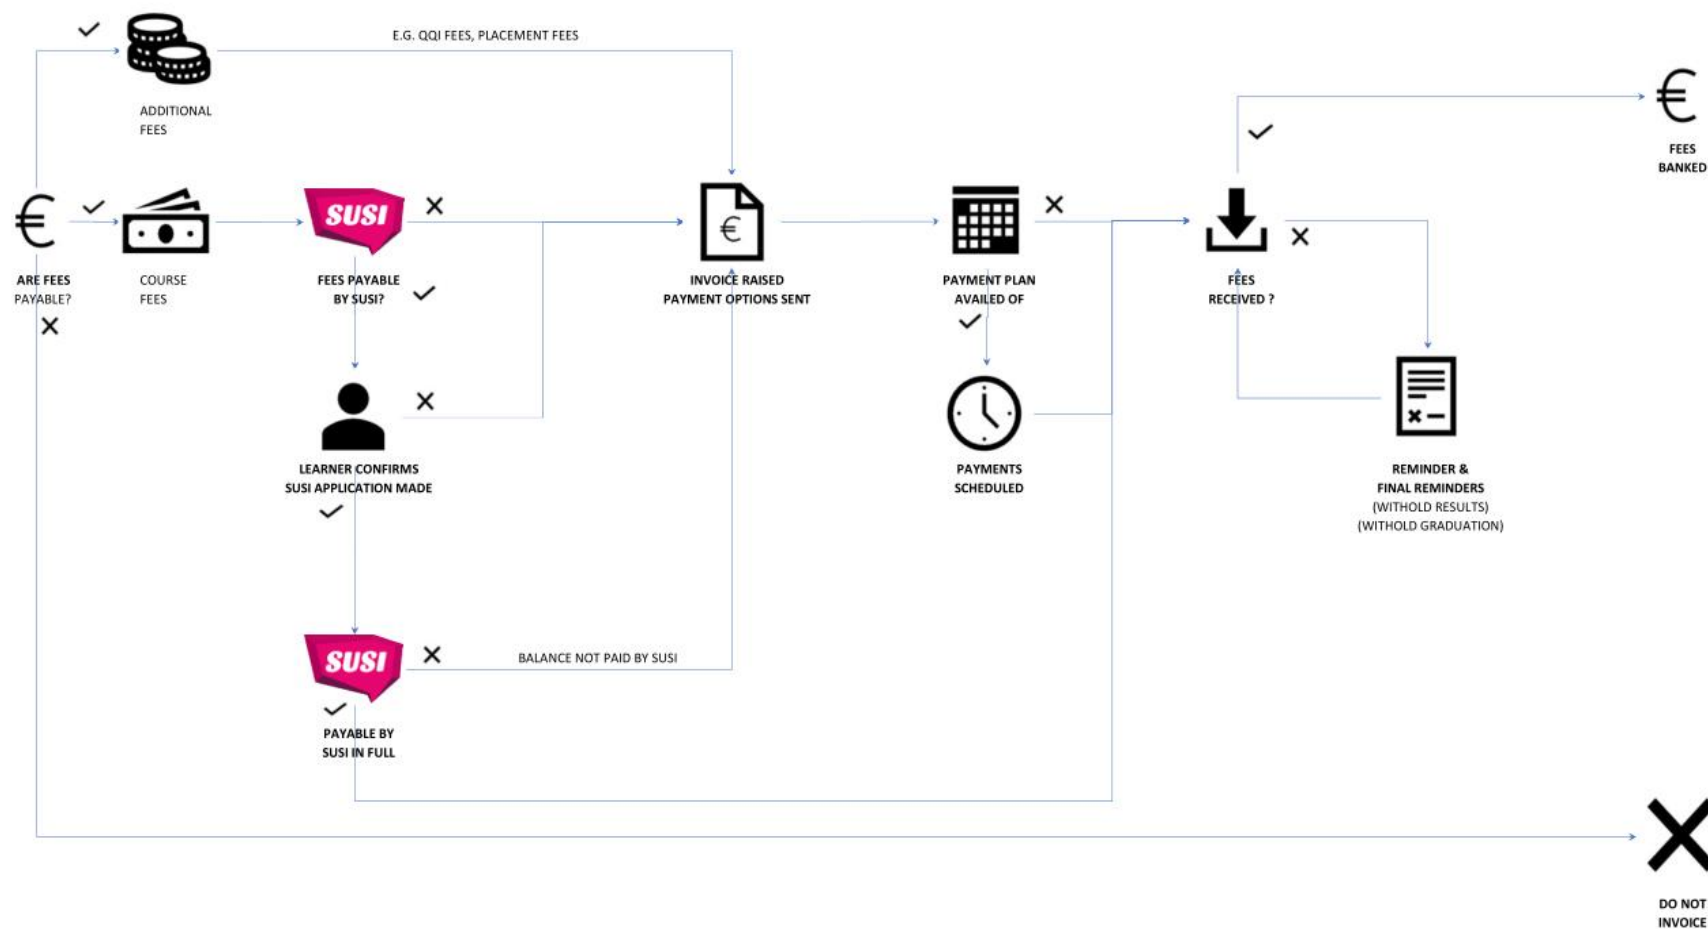 E.G. QQI FEES, PLACEMENT FEES
ADDITIONAL
FEES
€
FEES
BANKED
€
ARE FEES
PAYABLE?
COURSE
FEES
SUSI
FEES PAYABLE
BY SUSI?
€
INVOICE RAISED
PAYMENT OPTIONS SENT
PAYMENT PLAN
AVAILED OF
FEES
RECEIVED ?
LEARNER CONFIRMS
SUSI APPLICATION MADE
PAYMENTS
SCHEDULED
REMINDER &
FINAL REMINDERS
(WITHOLD RESULTS)
(WITHOLD GRADUATION)
SUSI
BALANCE NOT PAID BY SUSI
PAYABLE BY
SUSI IN FULL
DO NOT
INVOICE